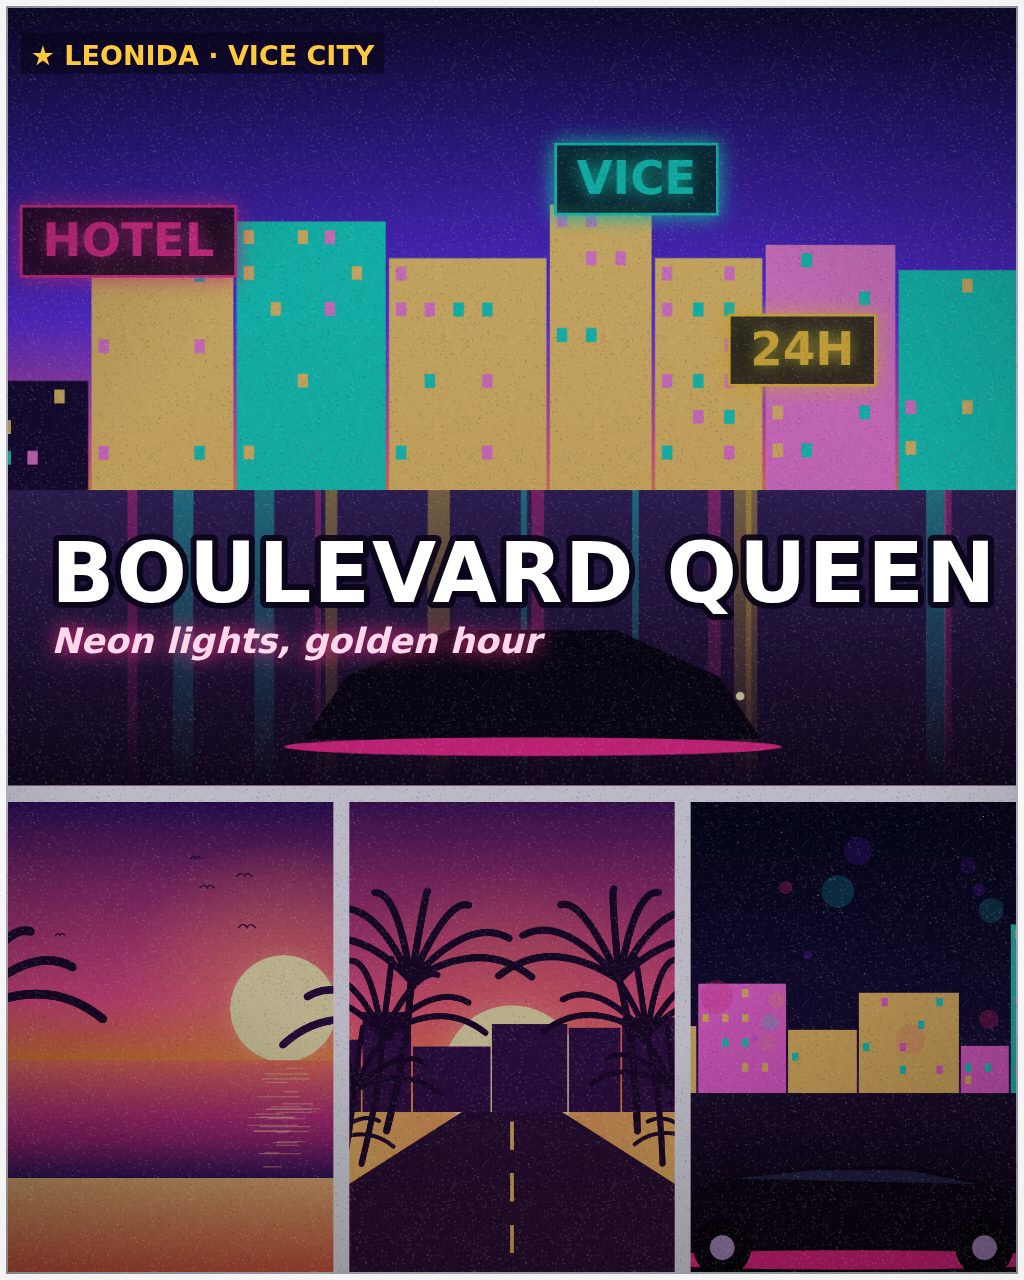 ★ LEONIDA · VICE CITY
VICE
HOTEL
24H
BOULEVARD QUEEN
Neon lights, golden hour